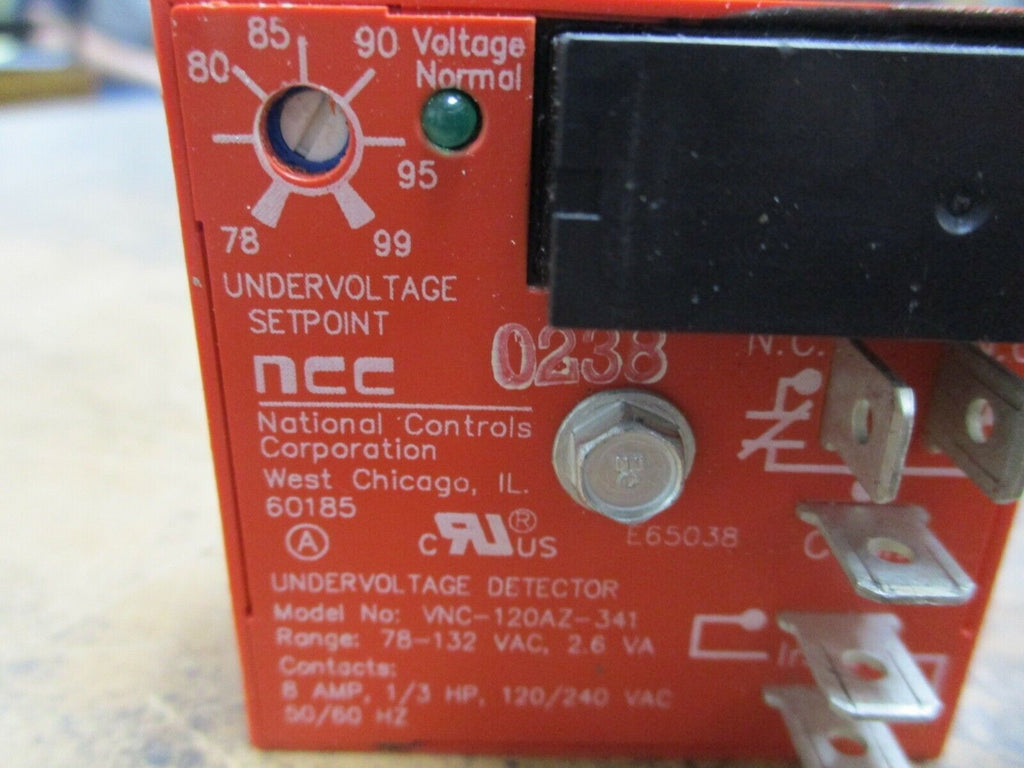 85
90
Voltage
80
Normal
95
78
99
UNDERVOLTAGE
SETPOINT
0238
N.C.
ncc
National Controls
Corporation
West Chicago, IL.
60185
A
C RU® US
E65038
C
UNDERVOLTAGE DETECTOR
Model No: VNC-120AZ-341
Range: 78-132 VAC, 2.6 VA
Contacts:
8 AMP, 1/3 HP, 120/240 VAC
50/60 HZ